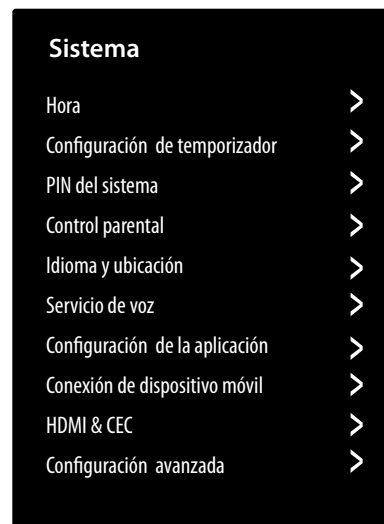 Sistema
Hora
Configuración de temporizador
PIN del sistema
Control parental
Idioma y ubicación
Servicio de voz
Configuración de la aplicación
Conexión de dispositivo móvil
HDMI & CEC
Configuración avanzada